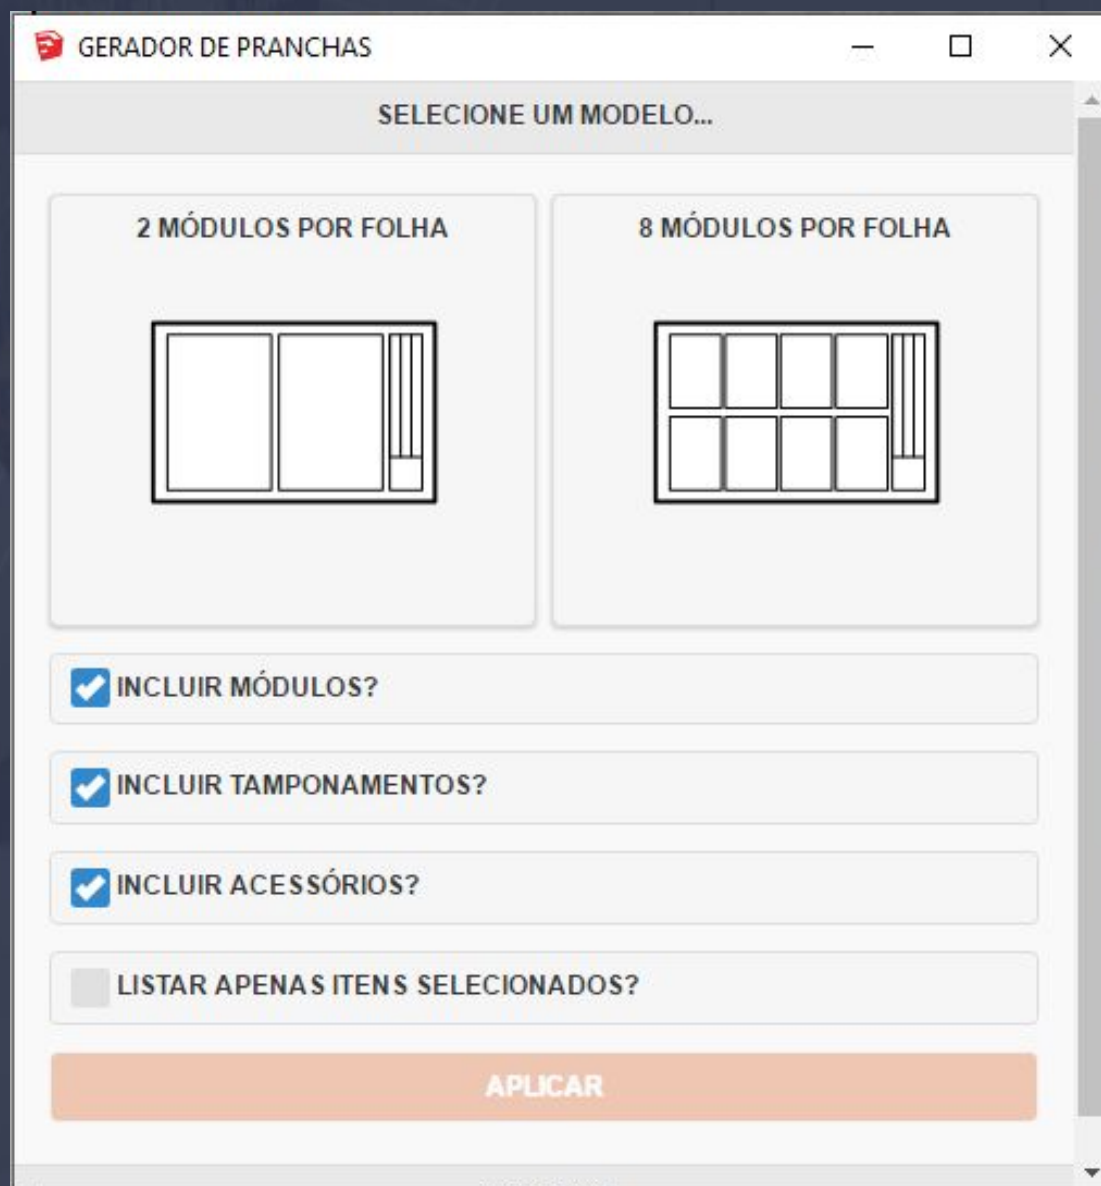 GERADOR DE PRANCHAS
SELECIONE UM MODELO...
2 MÓDULOS POR FOLHA
8 MÓDULOS POR FOLHA
INCLUIR MÓDULOS?
INCLUIR TAMPONAMENTOS?
INCLUIR ACESSÓRIOS?
LISTAR APENAS ITENS SELECIONADOS?
APLICAR